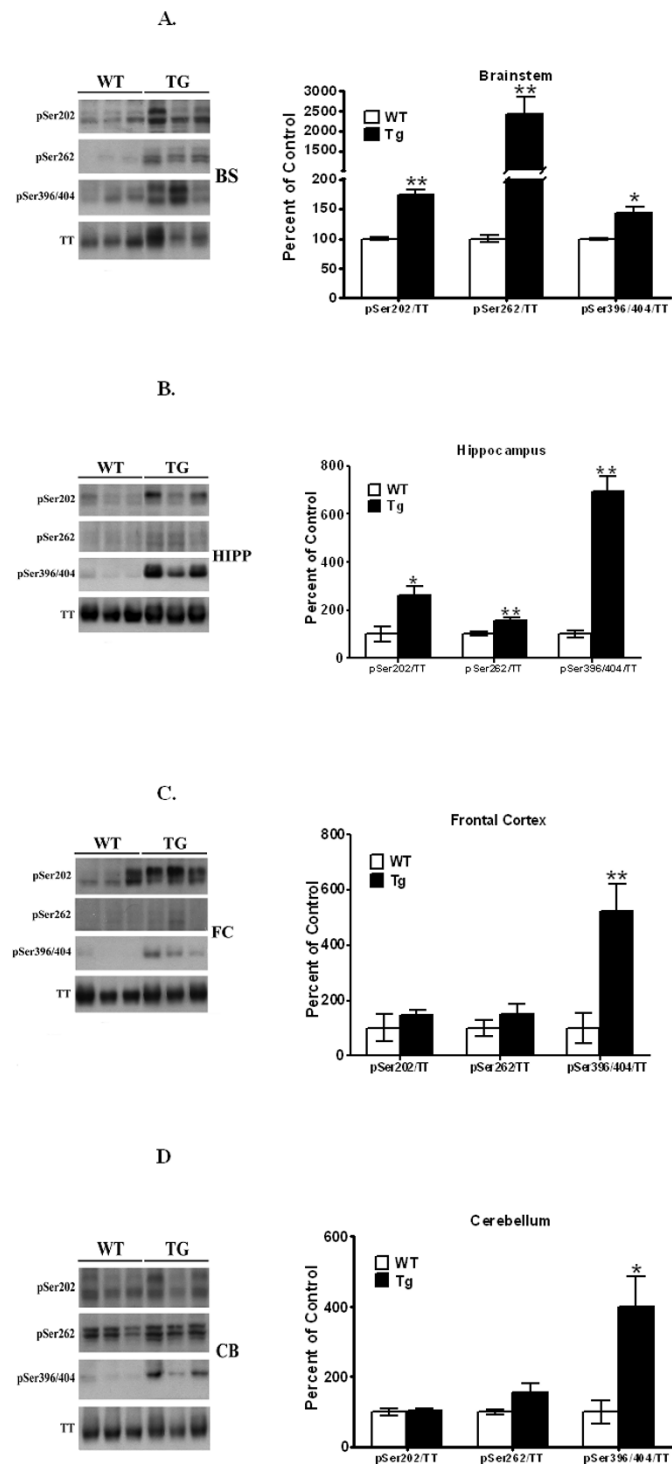 A.
WT TG
pSer202
pSer262
pSer396/404
TT
BS
Brainstem
WT
Tg
Percent of Control
3000
2500
2000
1500
200
150
100
50
0
**
**
*
pSer202/TT pSer262/TT pSer396/404/TT
B.
WT TG
pSer202
pSer262
pSer396/404
TT
HIPP
Hippocampus
WT
Tg
Percent of Control
800
600
400
200
0
*
**
**
pSer202/TT pSer262/TT pSer396/404/TT
C.
WT TG
pSer202
pSer262
pSer396/404
TT
FC
Frontal Cortex
WT
Tg
Percent of Control
800
600
400
200
0
**
pSer202/TT pSer262/TT pSer396/404/TT
D
WT TG
pSer202
pSer262
pSer396/404
TT
CB
Cerebellum
WT
Tg
Percent of Control
600
400
200
0
*
pSer202/TT pSer262/TT pSer396/404/TT